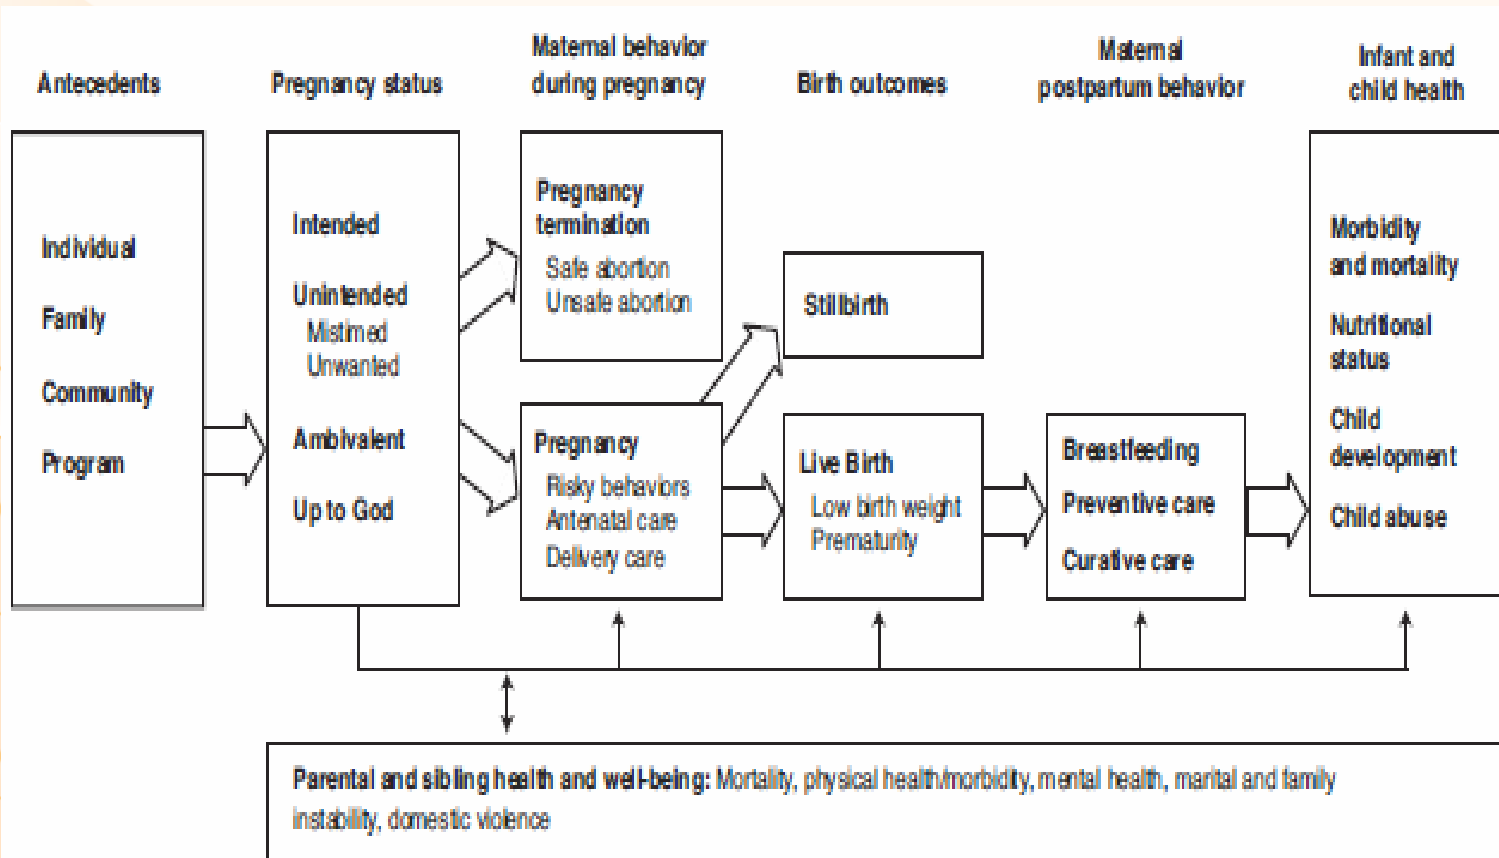 Antecedents
Pregnancy status
Maternal behavior
during pregnancy
Birth outcomes
Maternal
postpartum behavior
Infant and
child health
Individual
Family
Community
Program
Intended
Unintended
Mistimed
Unwanted
Ambivalent
Up to God
Pregnancy
termination
Safe abortion
Unsafe abortion
Pregnancy
Risky behaviors
Antenatal care
Delivery care
Stillbirth
Live Birth
Low birth weight
Prematurity
Breastfeeding
Preventive care
Curative care
Morbidity
and mortality
Nutritional
status
Child
development
Child abuse
Parental and sibling health and well-being: Mortality, physical health/morbidity, mental health, marital and family
instability, domestic violence